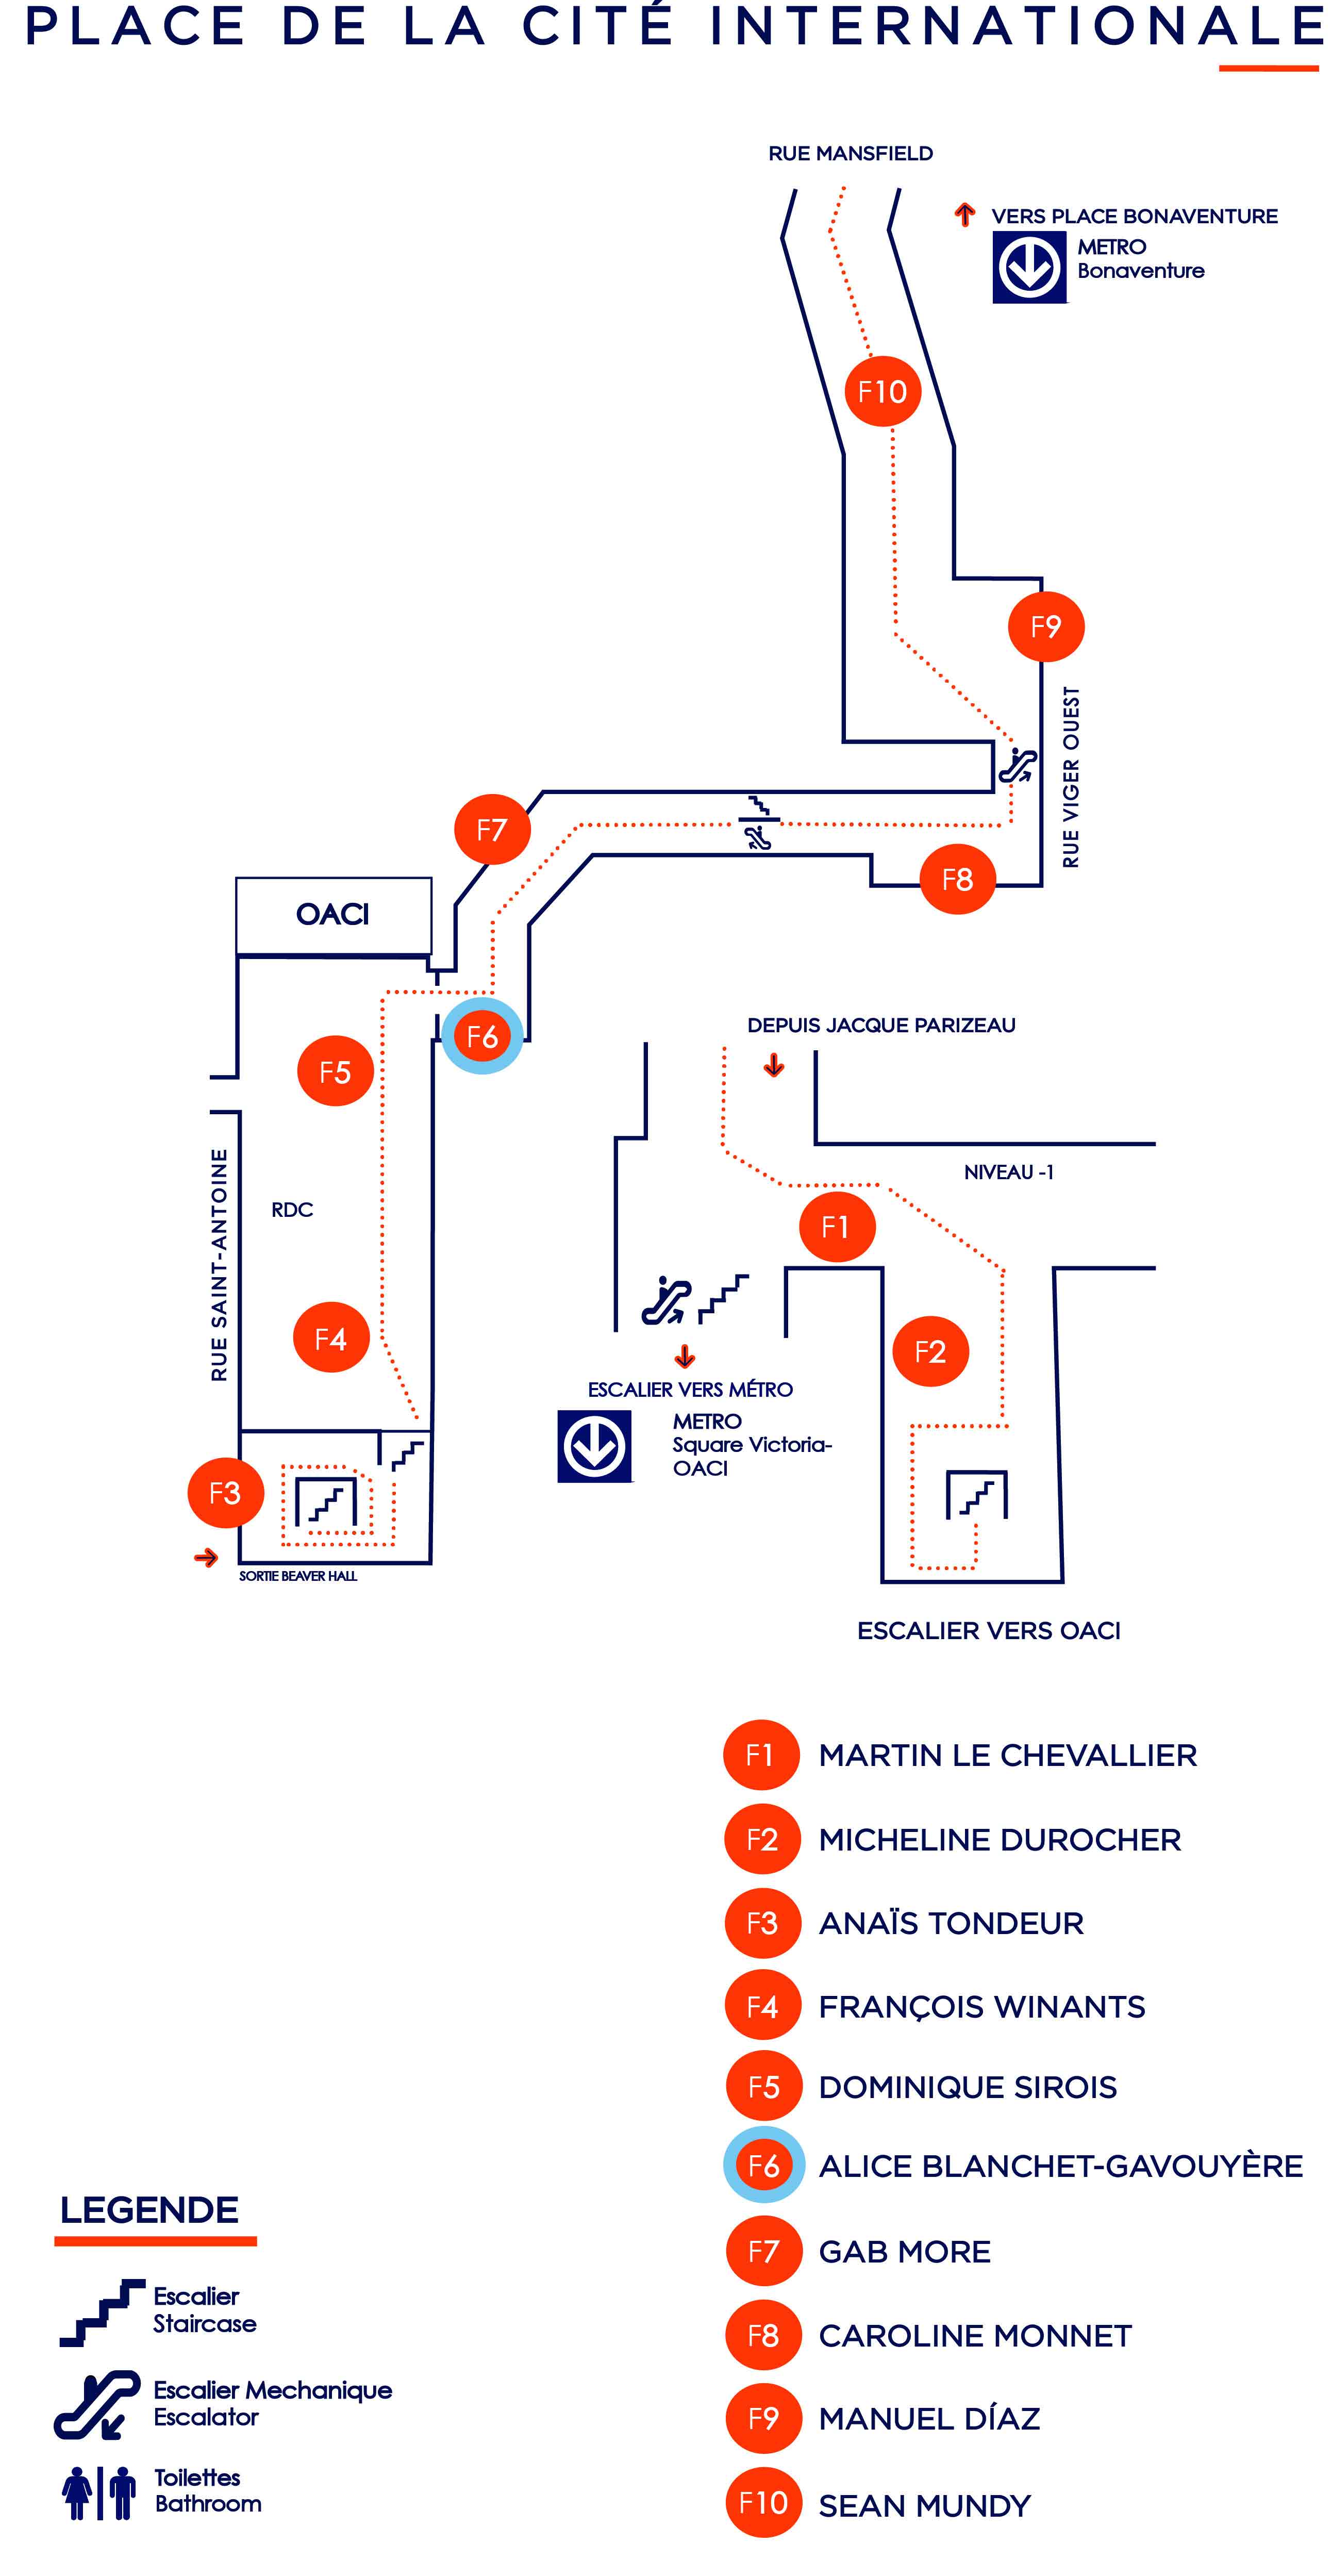 PLACE DE LA CITÉ INTERNATIONALE
RUE MANSFIELD
VERS PLACE BONAVENTURE
METRO
Bonaventure
F10
F9
RUE VIGER OUEST
F7
F8
OACI
F6
F5
DEPUIS JACQUE PARIZEAU
NIVEAU -1
RUE SAINT-ANTOINE
RDC
F1
F4
F2
ESCALIER VERS MÉTRO
METRO
Square Victoria-
OACI
F3
SORTIE BEAVER HALL
ESCALIER VERS OACI
F1 MARTIN LE CHEVALLIER
F2 MICHELINE DUROCHER
F3 ANAÏS TONDEUR
F4 FRANÇOIS WINANTS
F5 DOMINIQUE SIROIS
F6 ALICE BLANCHET-GAVOUYÈRE
F7 GAB MORE
F8 CAROLINE MONNET
F9 MANUEL DÍAZ
F10 SEAN MUNDY
LEGENDE
Escalier
Staircase
Escalier Mechanique
Escalator
Toilettes
Bathroom